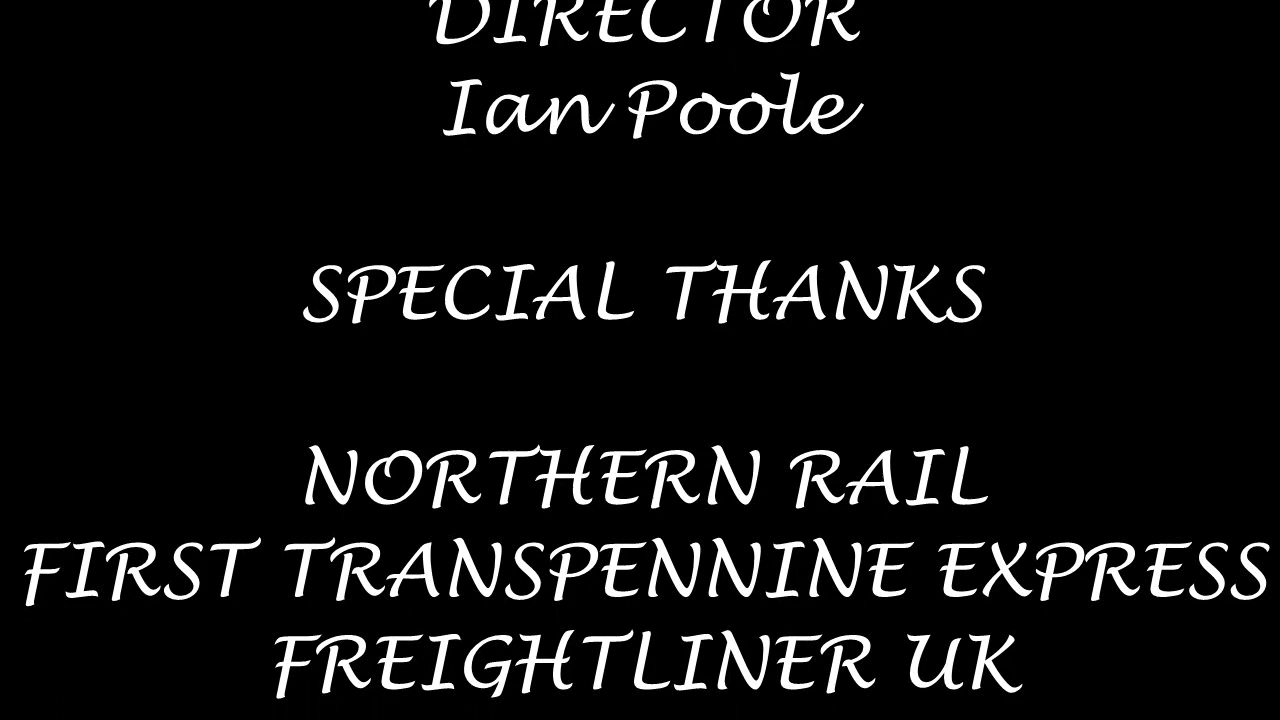 DIRECTOR
Ian Poole
SPECIAL THANKS
NORTHERN RAIL
FIRST TRANSPENNINE EXPRESS
FREIGHTLINER UK